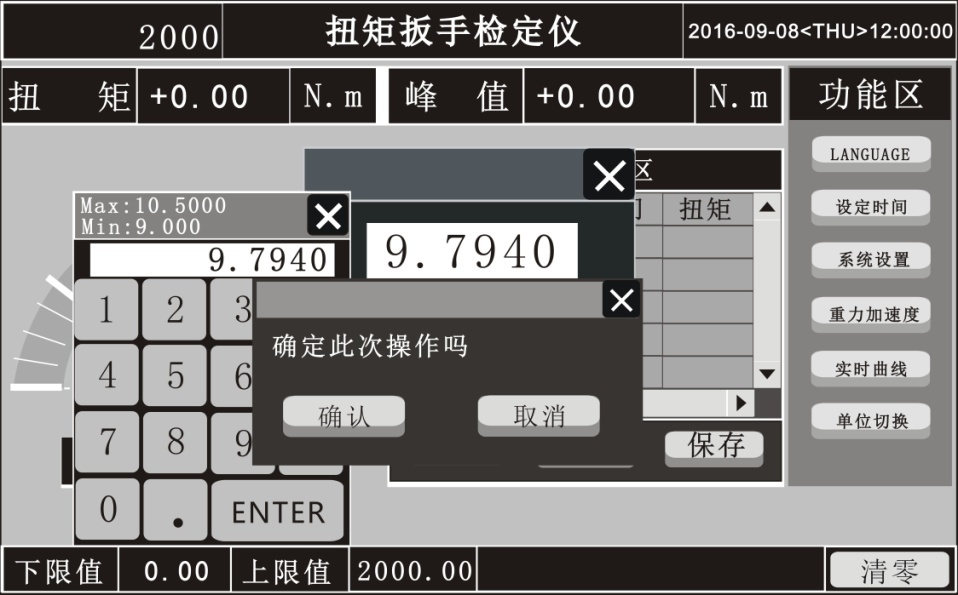 2000 扭矩扳手检定仪 2016-09-08<THU>12:00:00
扭 矩 +0.00 N.m 峰 值 +0.00 N.m 功能区
LANGUAGE
区
Max:10.5000
Min:9.000
扭矩
设定时间
9.7940
9.7940
系统设置
1 2 3
重力加速度
确定此次操作吗
4 5 6
实时曲线
确认 取消
单位切换
7 8 9
保存
0 . ENTER
下限值 0.00 上限值 2000.00 清零